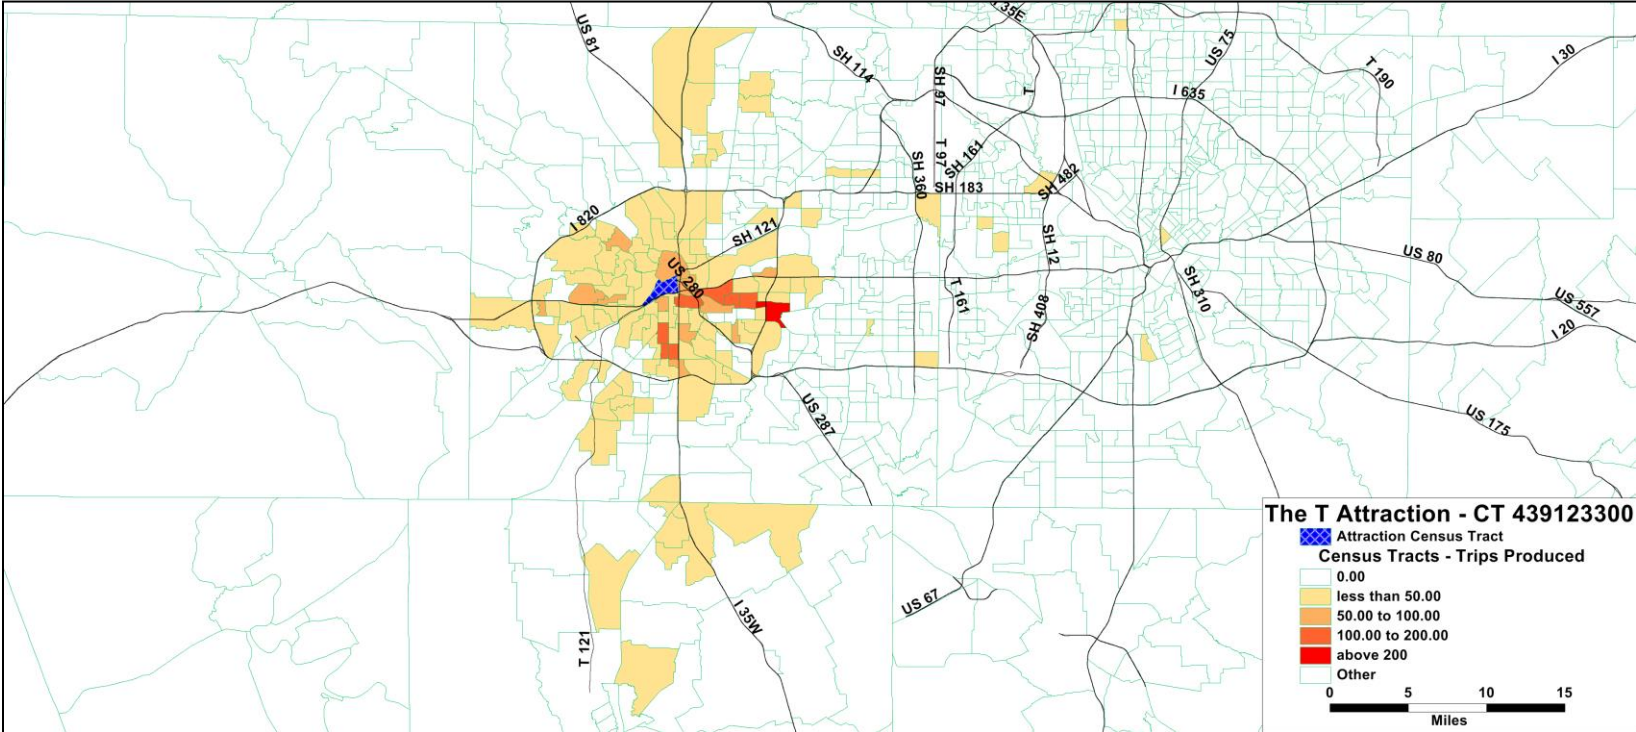 I 35E
US 81
US 75
SH 114
I 30
T 190
SH 97
T
I 635
T 97
SH 161
SH 360
SH 183
SH 482
I 820
SH 121
SH 12
US 80
US 280
T 161
SH 310
SH 408
US 557
I 20
US 287
US 175
The T Attraction - CT 439123300
Attraction Census Tract
Census Tracts - Trips Produced
0.00
less than 50.00
50.00 to 100.00
100.00 to 200.00
above 200
Other
0 5 10 15
Miles
US 67
I 35W
T 121